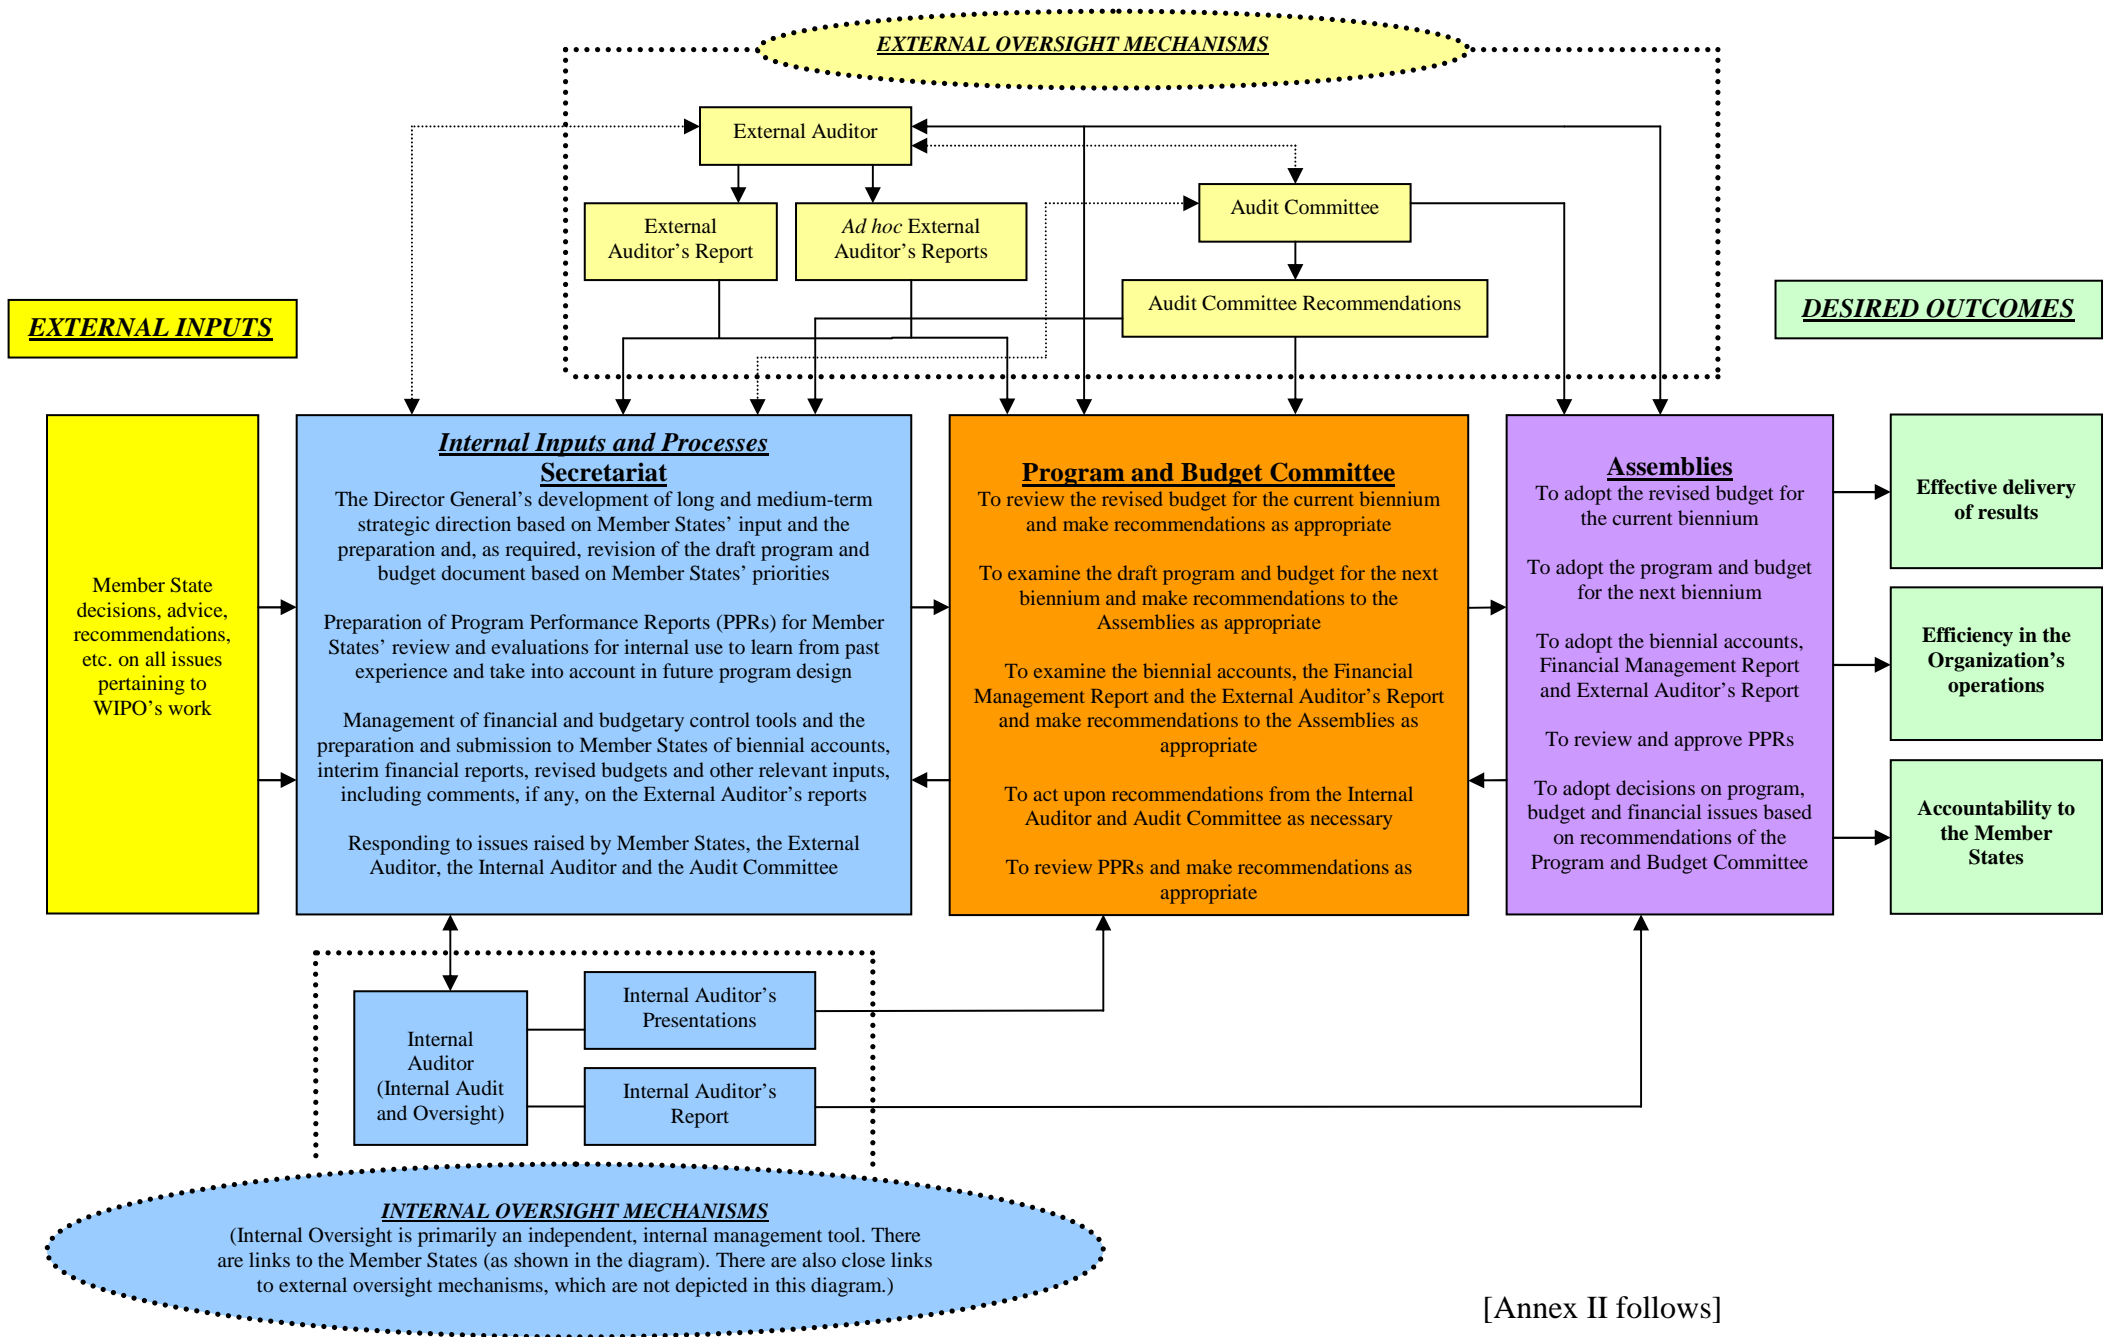 EXTERNAL OVERSIGHT MECHANISMS
External Auditor
External
Auditor’s Report
Ad hoc External
Auditor’s Reports
Audit Committee
Audit Committee Recommendations
EXTERNAL INPUTS
DESIRED OUTCOMES
Member State
decisions, advice,
recommendations,
etc. on all issues
pertaining to
WIPO’s work
Internal Inputs and Processes
Secretariat
The Director General’s development of long and medium-term
strategic direction based on Member States’ input and the
preparation and, as required, revision of the draft program and
budget document based on Member States’ priorities
Preparation of Program Performance Reports (PPRs) for Member
States’ review and evaluations for internal use to learn from past
experience and take into account in future program design
Management of financial and budgetary control tools and the
preparation and submission to Member States of biennial accounts,
interim financial reports, revised budgets and other relevant inputs,
including comments, if any, on the External Auditor’s reports
Responding to issues raised by Member States, the External
Auditor, the Internal Auditor and the Audit Committee
Program and Budget Committee
To review the revised budget for the current biennium
and make recommendations as appropriate
To examine the draft program and budget for the next
biennium and make recommendations to the
Assemblies as appropriate
To examine the biennial accounts, the Financial
Management Report and the External Auditor’s Report
and make recommendations to the Assemblies as
appropriate
To act upon recommendations from the Internal
Auditor and Audit Committee as necessary
To review PPRs and make recommendations as
appropriate
Assemblies
To adopt the revised budget for
the current biennium
To adopt the program and budget
for the next biennium
To adopt the biennial accounts,
Financial Management Report
and External Auditor’s Report
To review and approve PPRs
To adopt decisions on program,
budget and financial issues based
on recommendations of the
Program and Budget Committee
Effective delivery
of results
Efficiency in the
Organization’s
operations
Accountability to
the Member
States
Internal
Auditor
(Internal Audit
and Oversight)
Internal Auditor’s
Presentations
Internal Auditor’s
Report
INTERNAL OVERSIGHT MECHANISMS
(Internal Oversight is primarily an independent, internal management tool. There
are links to the Member States (as shown in the diagram). There are also close links
to external oversight mechanisms, which are not depicted in this diagram.)
[Annex II follows]